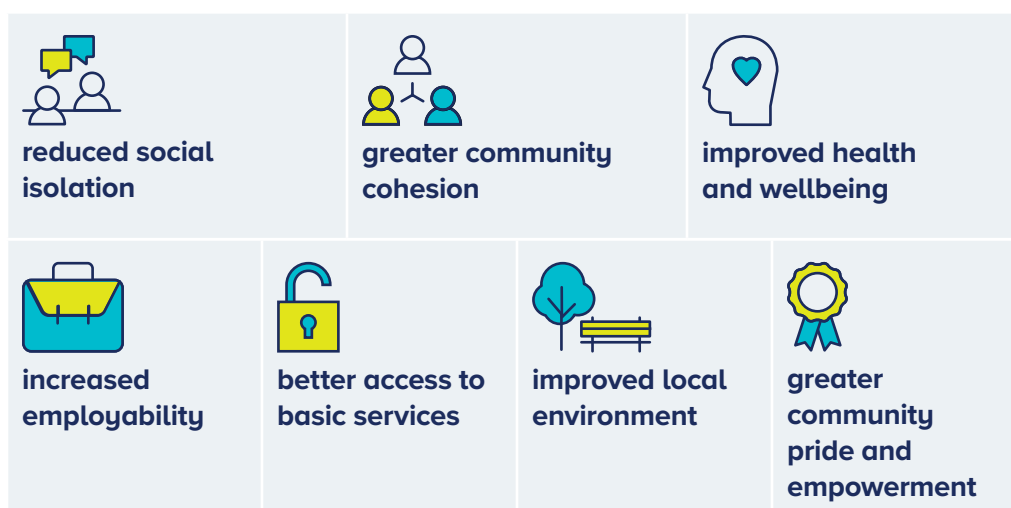 reduced social
isolation
greater community
cohesion
improved health
and wellbeing
increased
employability
better access to
basic services
improved local
environment
greater
community
pride and
empowerment